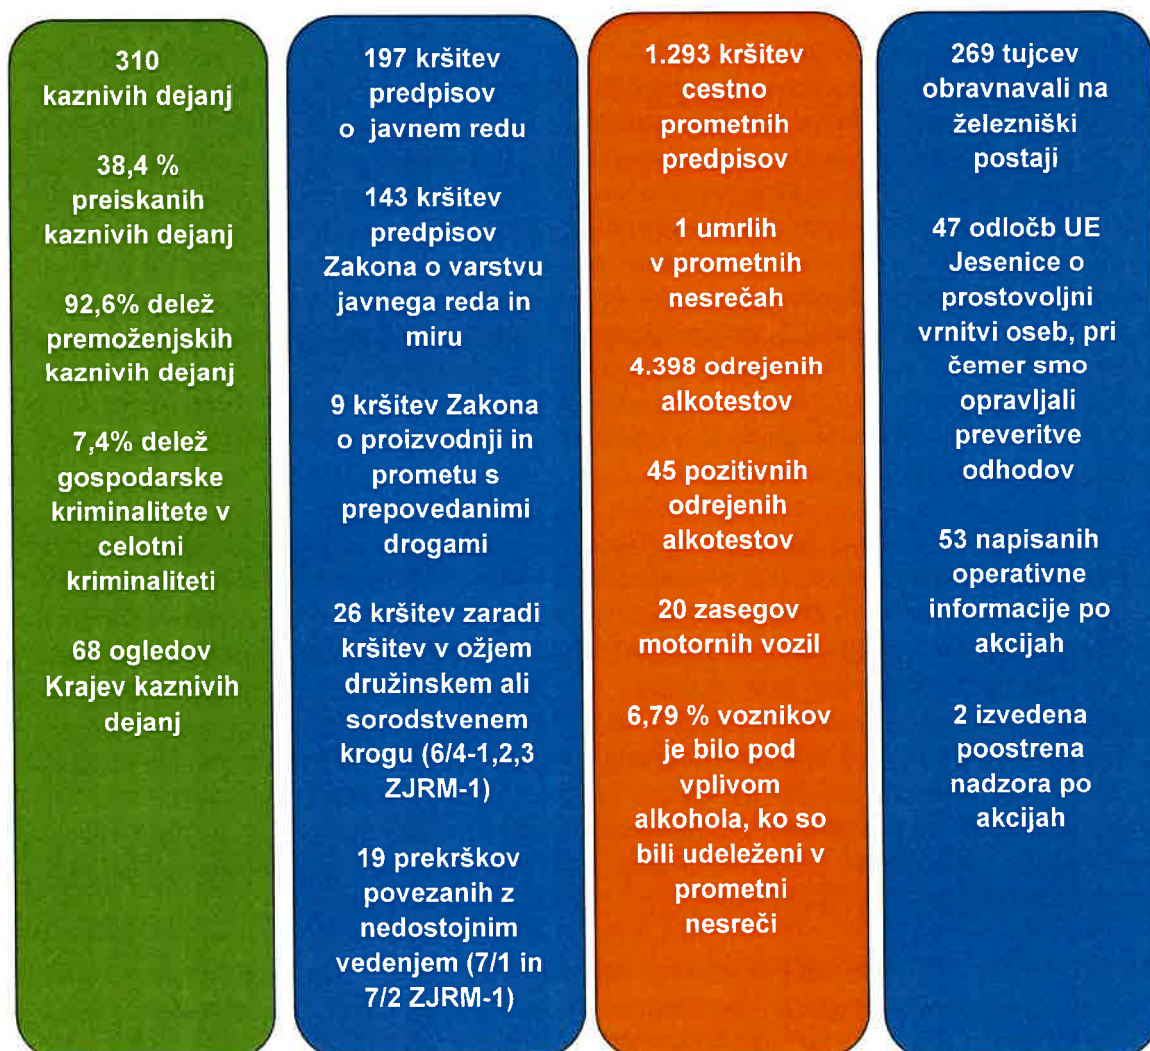 310
kaznivih dejanj
38,4 %
preiskanih
kaznivih dejanj
92,6% delež
premoženjskih
kaznivih dejanj
7,4% delež
gospodarske
kriminalitete v
celotni
kriminaliteti
68 ogledov
Krajev kaznivih
dejanj
197 kršitev
predpisov
o javnem redu
143 kršitev
predpisov
Zakona o varstvu
javnega reda in
miru
9 kršitev Zakona
o proizvodnji in
prometu s
prepovedanimi
drogami
26 kršitev zaradi
kršitev v ožjem
družinskem ali
sorodstvenem
krogu (6/4-1,2,3
ZJRM-1)
19 prekrškov
povezanih z
nedostojnim
vedenjem (7/1 in
7/2 ZJRM-1)
1.293 kršitev
cestno
prometnih
predpisov
1 umrlih
v prometnih
nesrečah
4.398 odrejenih
alkotestov
45 pozitivnih
odrejenih
alkotestov
20 zasegov
motornih vozil
6,79 % voznikov
je bilo pod
vplivom
alkohola, ko so
bili udeleženi v
prometni
nesreči
269 tujcev
obravnavali na
železniški
postaji
47 odločb UE
Jesenice o
prostovoljni
vrnitvi oseb, pri
čemer smo
opravljali
preveritve
odhodov
53 napisanih
operativne
informacije po
akcijah
2 izvedena
poostrena
nadzora po
akcijah